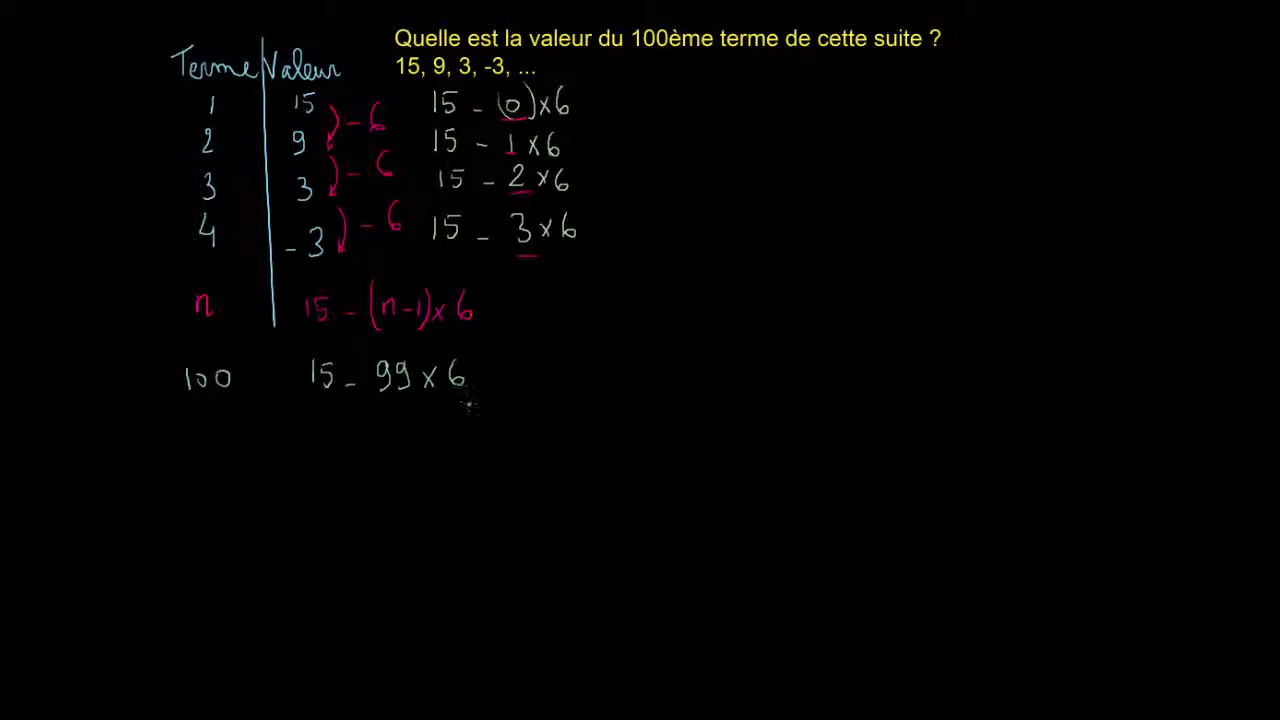 Quelle est la valeur du 100ème terme de cette suite ?
15, 9, 3, -3, ...
Terme Valeur
1 15 15 - (0) × 6
- 6
2 9 15 - 1 × 6
- 6
3 3 15 - 2 × 6
- 6
4 - 3 15 - 3 × 6
n 15 - (n - 1) × 6
100 15 - 99 × 6